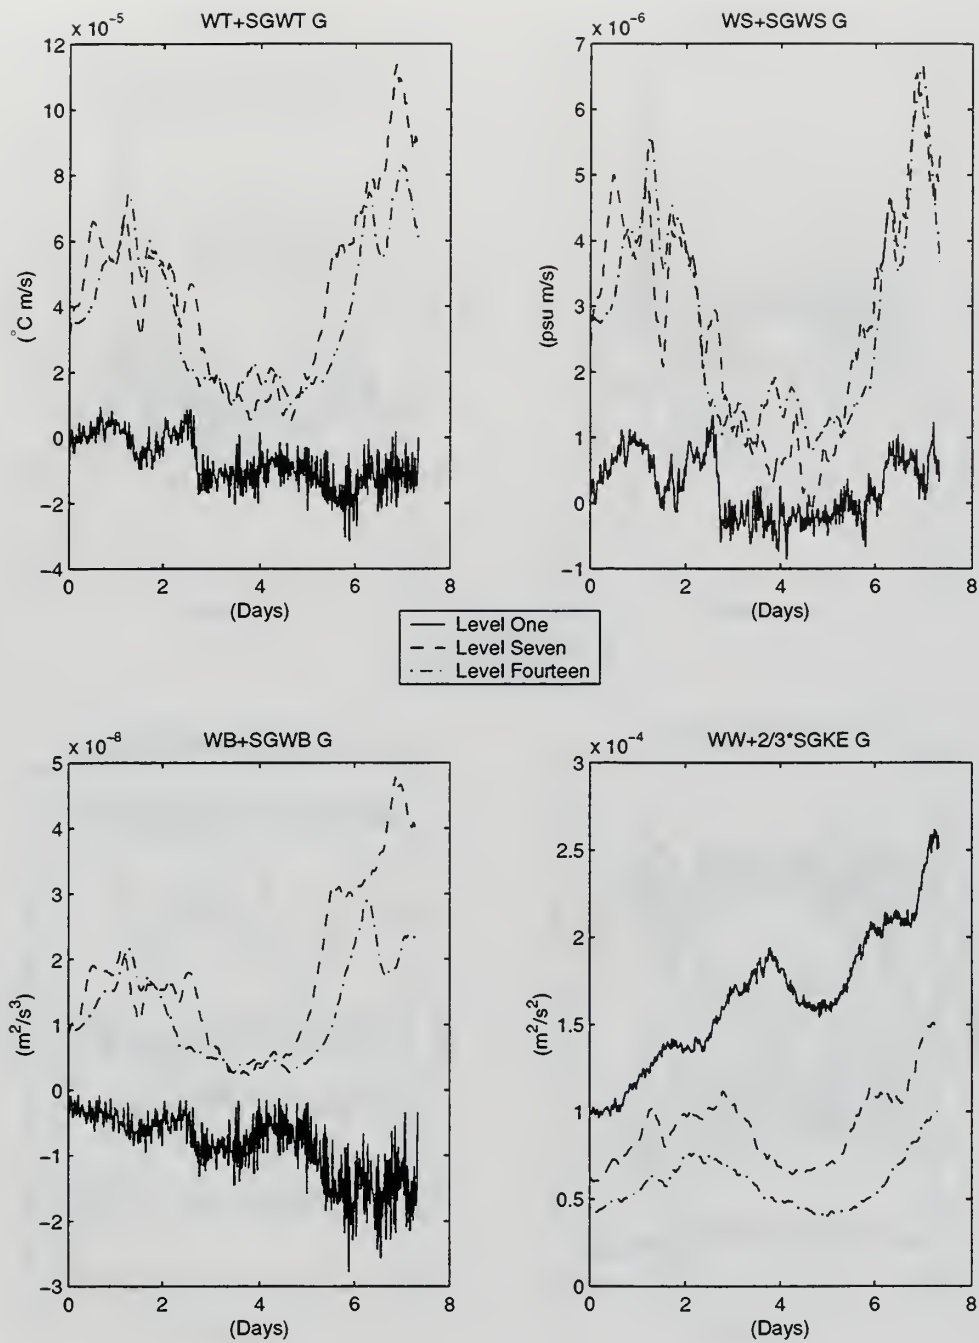 WT+SGWT G
x 10^-5
12
10
8
6
4
2
0
−2
−4
(°C m/s)
0 2 4 6 8
(Days)
WS+SGWS G
x 10^-6
7
6
5
4
3
2
1
0
−1
(psu m/s)
0 2 4 6 8
(Days)
Level One
Level Seven
Level Fourteen
WB+SGWB G
x 10^-8
5
4
3
2
1
0
−1
−2
−3
(m²/s³)
0 2 4 6 8
(Days)
WW+2/3*SGKE G
x 10^-4
3
2.5
2
1.5
1
0.5
0
(m²/s²)
0 2 4 6 8
(Days)